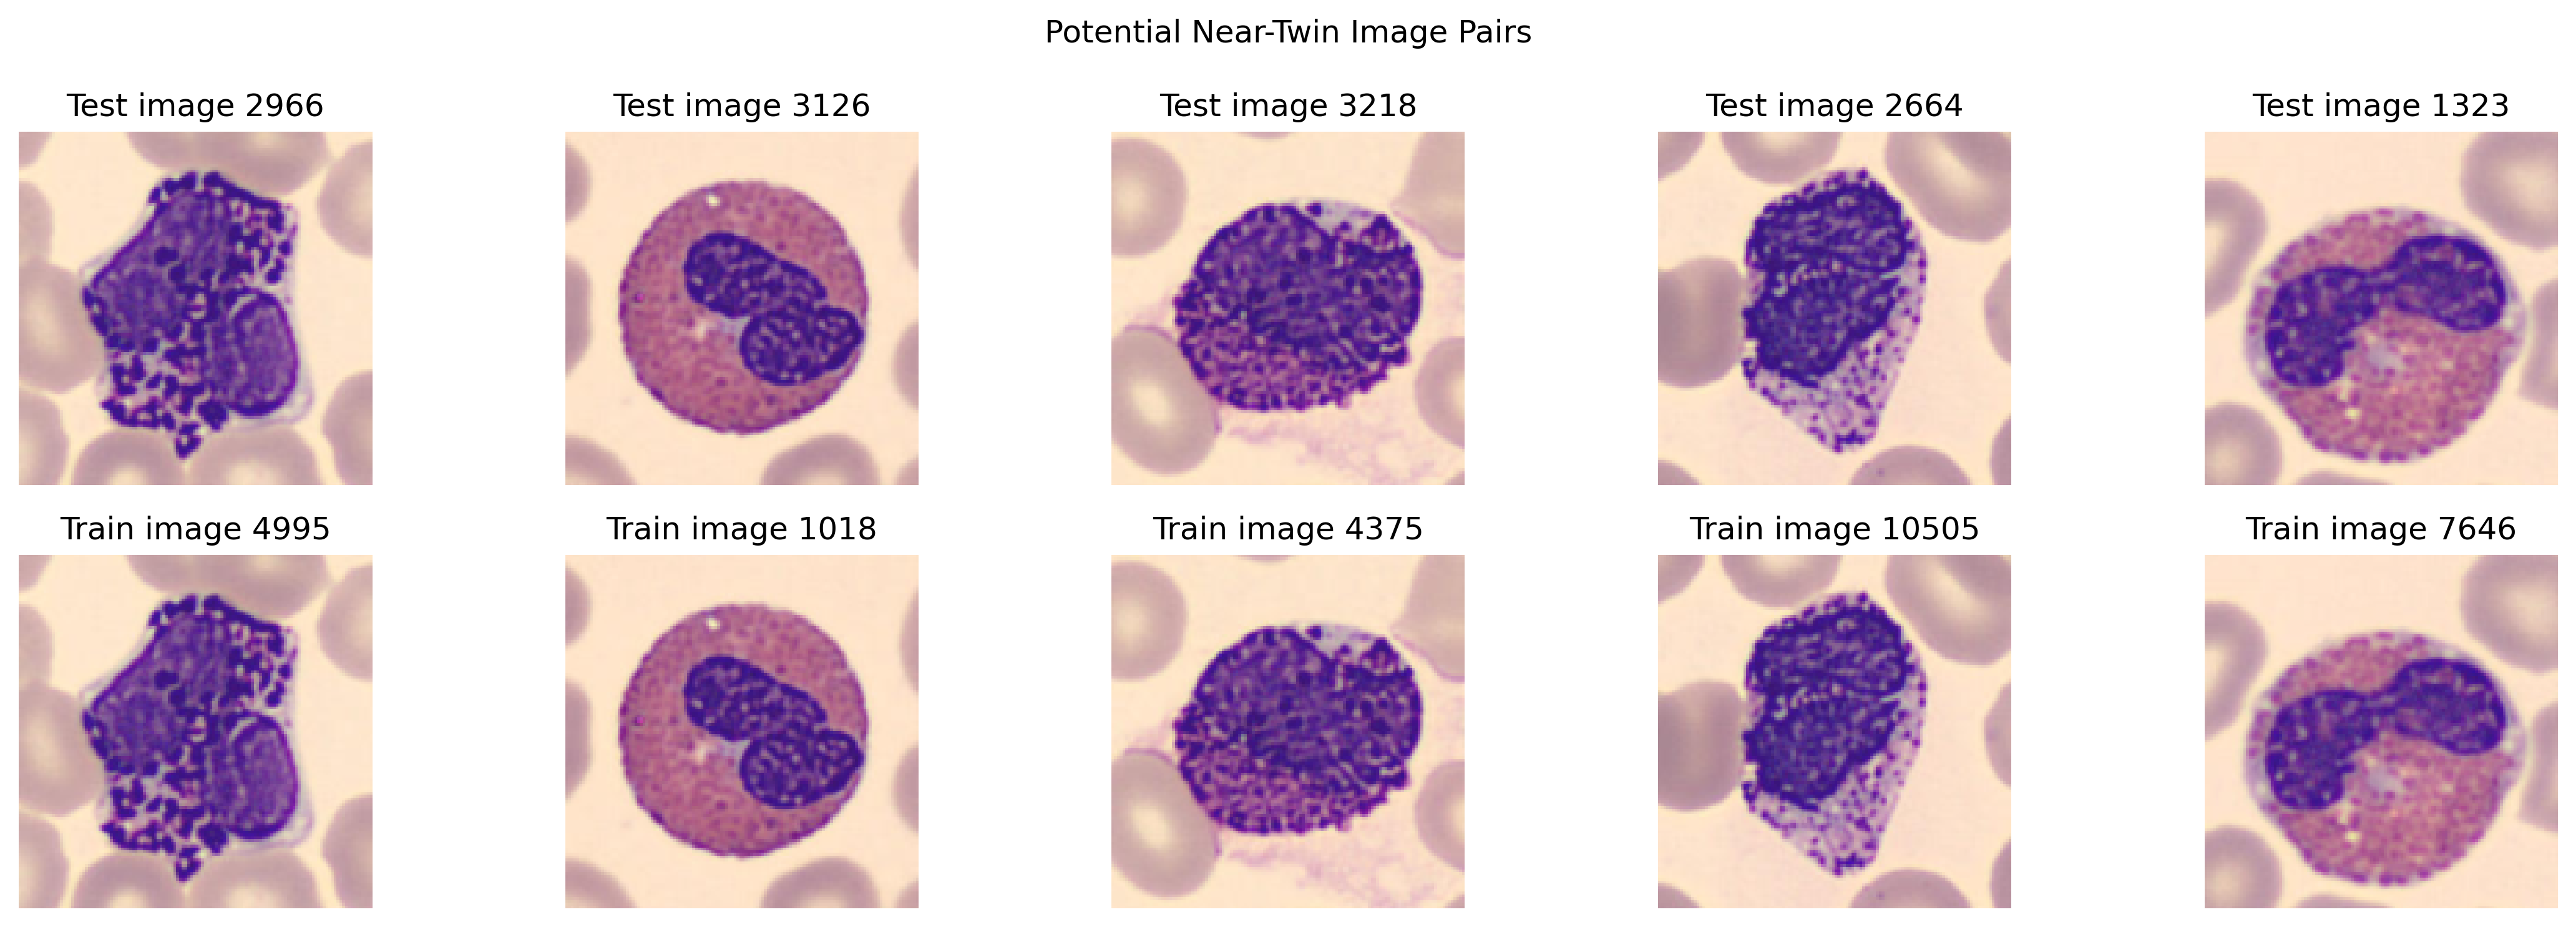 Potential Near-Twin Image Pairs
Test image 2966
Test image 3126
Test image 3218
Test image 2664
Test image 1323
Train image 4995
Train image 1018
Train image 4375
Train image 10505
Train image 7646